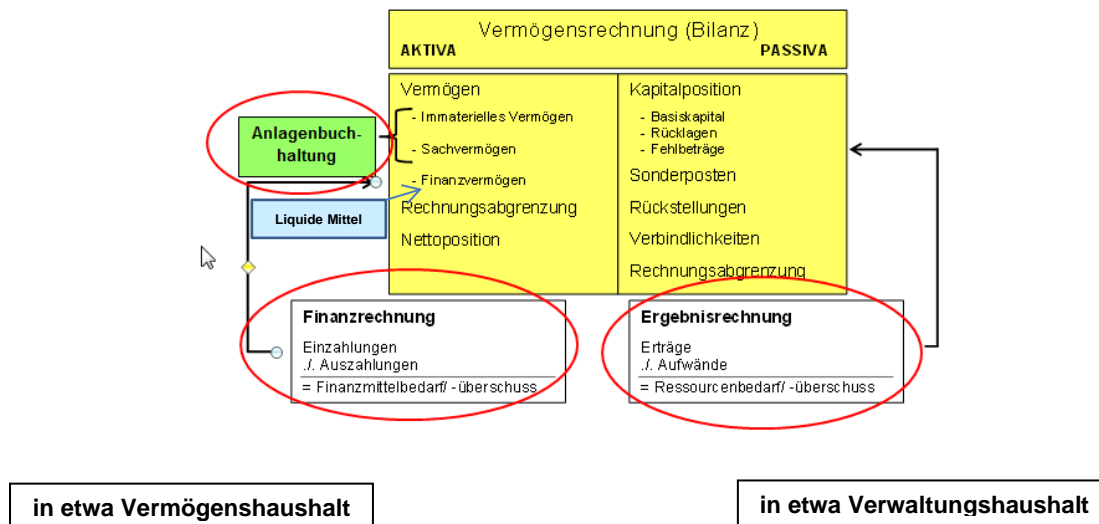 Vermögensrechnung (Bilanz)
AKTIVA
PASSIVA
Vermögen
- Immaterielles Vermögen
- Sachvermögen
- Finanzvermögen
Rechnungsabgrenzung
Nettoposition
Kapitalposition
- Basiskapital
- Rücklagen
- Fehlbeträge
Sonderposten
Rückstellungen
Verbindlichkeiten
Rechnungsabgrenzung
Anlagenbuch-
haltung
Liquide Mittel
Finanzrechnung
Einzahlungen
./. Auszahlungen
= Finanzmittelbedarf/ -überschuss
Ergebnisrechnung
Erträge
./. Aufwände
= Ressourcenbedarf/ -überschuss
in etwa Vermögenshaushalt
in etwa Verwaltungshaushalt